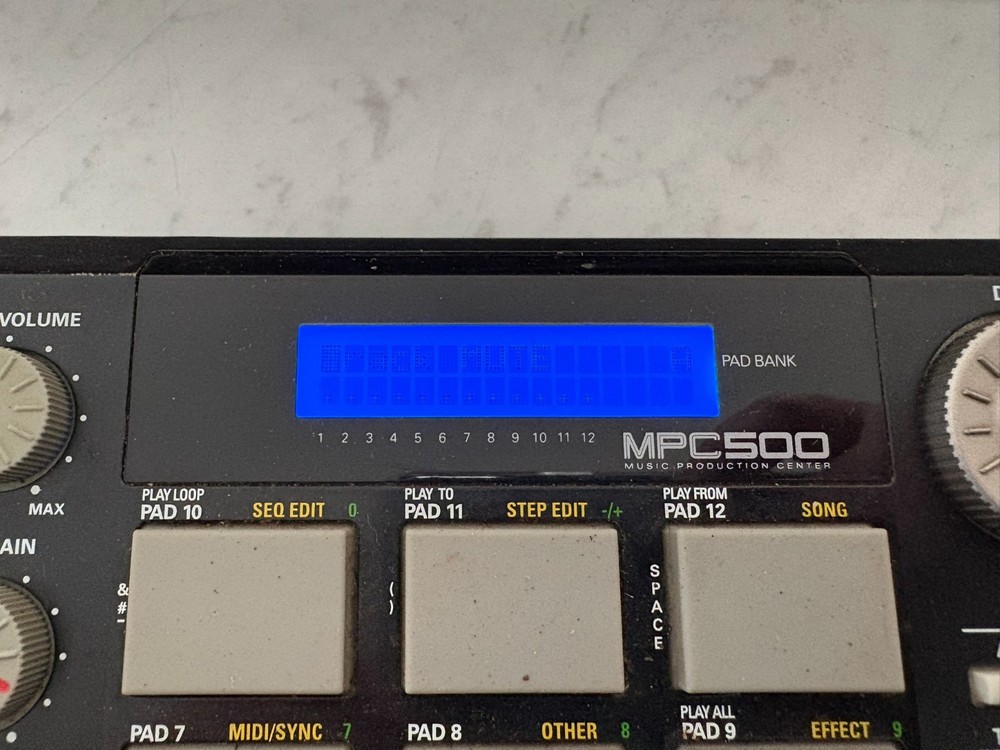 VOLUME
MUTE
PAD BANK
1 2 3 4 5 6 7 8 9 10 11 12
MPC500
MUSIC PRODUCTION CENTER
MAX
PLAY LOOP
PAD 10 SEQ EDIT 0
PLAY TO
PAD 11 STEP EDIT -/+
PLAY FROM
PAD 12 SONG
AIN
&
#
( )
SPACE
PAD 7 MIDI/SYNC 7
PAD 8 OTHER 8
PLAY ALL
PAD 9 EFFECT 9